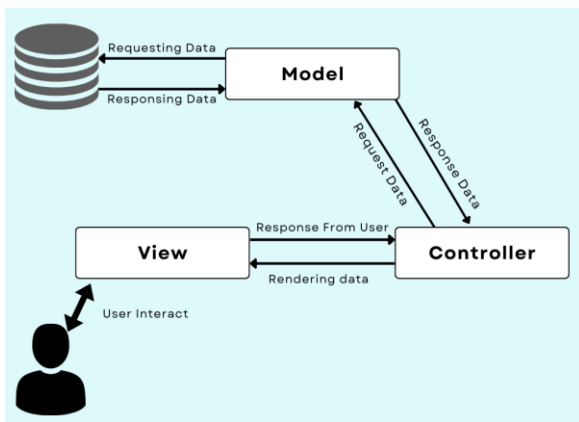 Requesting Data
Model
Responsing Data
Request Data
Response Data
Response From User
View
Controller
Rendering data
User Interact